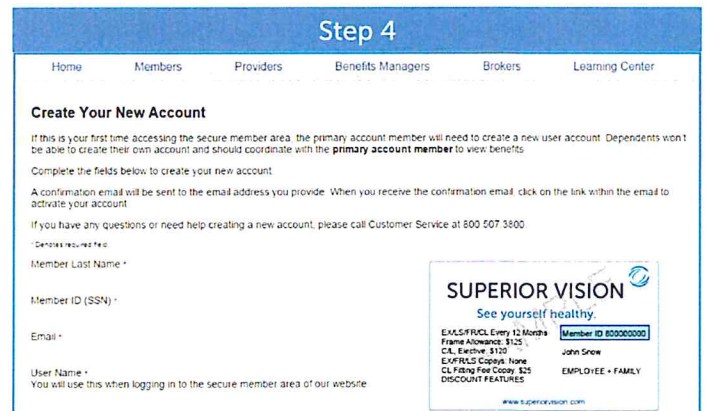 Step 4
Home Members Providers Benefits Managers Brokers Learning Center
Create Your New Account
If this is your first time accessing the secure member area the primary account member will need to create a new user account Dependents won't
be able to create their own account and should coordinate with the primary account member to view benefits
Complete the fields below to create your new account
A confirmation email will be sent to the email address you provide. When you receive the confirmation email, click on the link within the email to
activate your account
If you have any questions or need help creating a new account, please call Customer Service at 800.507.3800
* Denotes required field.
Member Last Name *
Member ID (SSN) *
Email *
User Name *
You will use this when logging in to the secure member area of our website
SUPERIOR VISION
See yourself healthy.
EX/LS/FR/CL Every 12 Months
Frame Allowance: $125
C/L, Elective: $120
EX/FR/LS Copays: None
CL Fitting Fee Copay: $25
DISCOUNT FEATURES
Member ID 800000000
John Snow
EMPLOYEE + FAMILY
www.superiorvision.com
SAMPLE